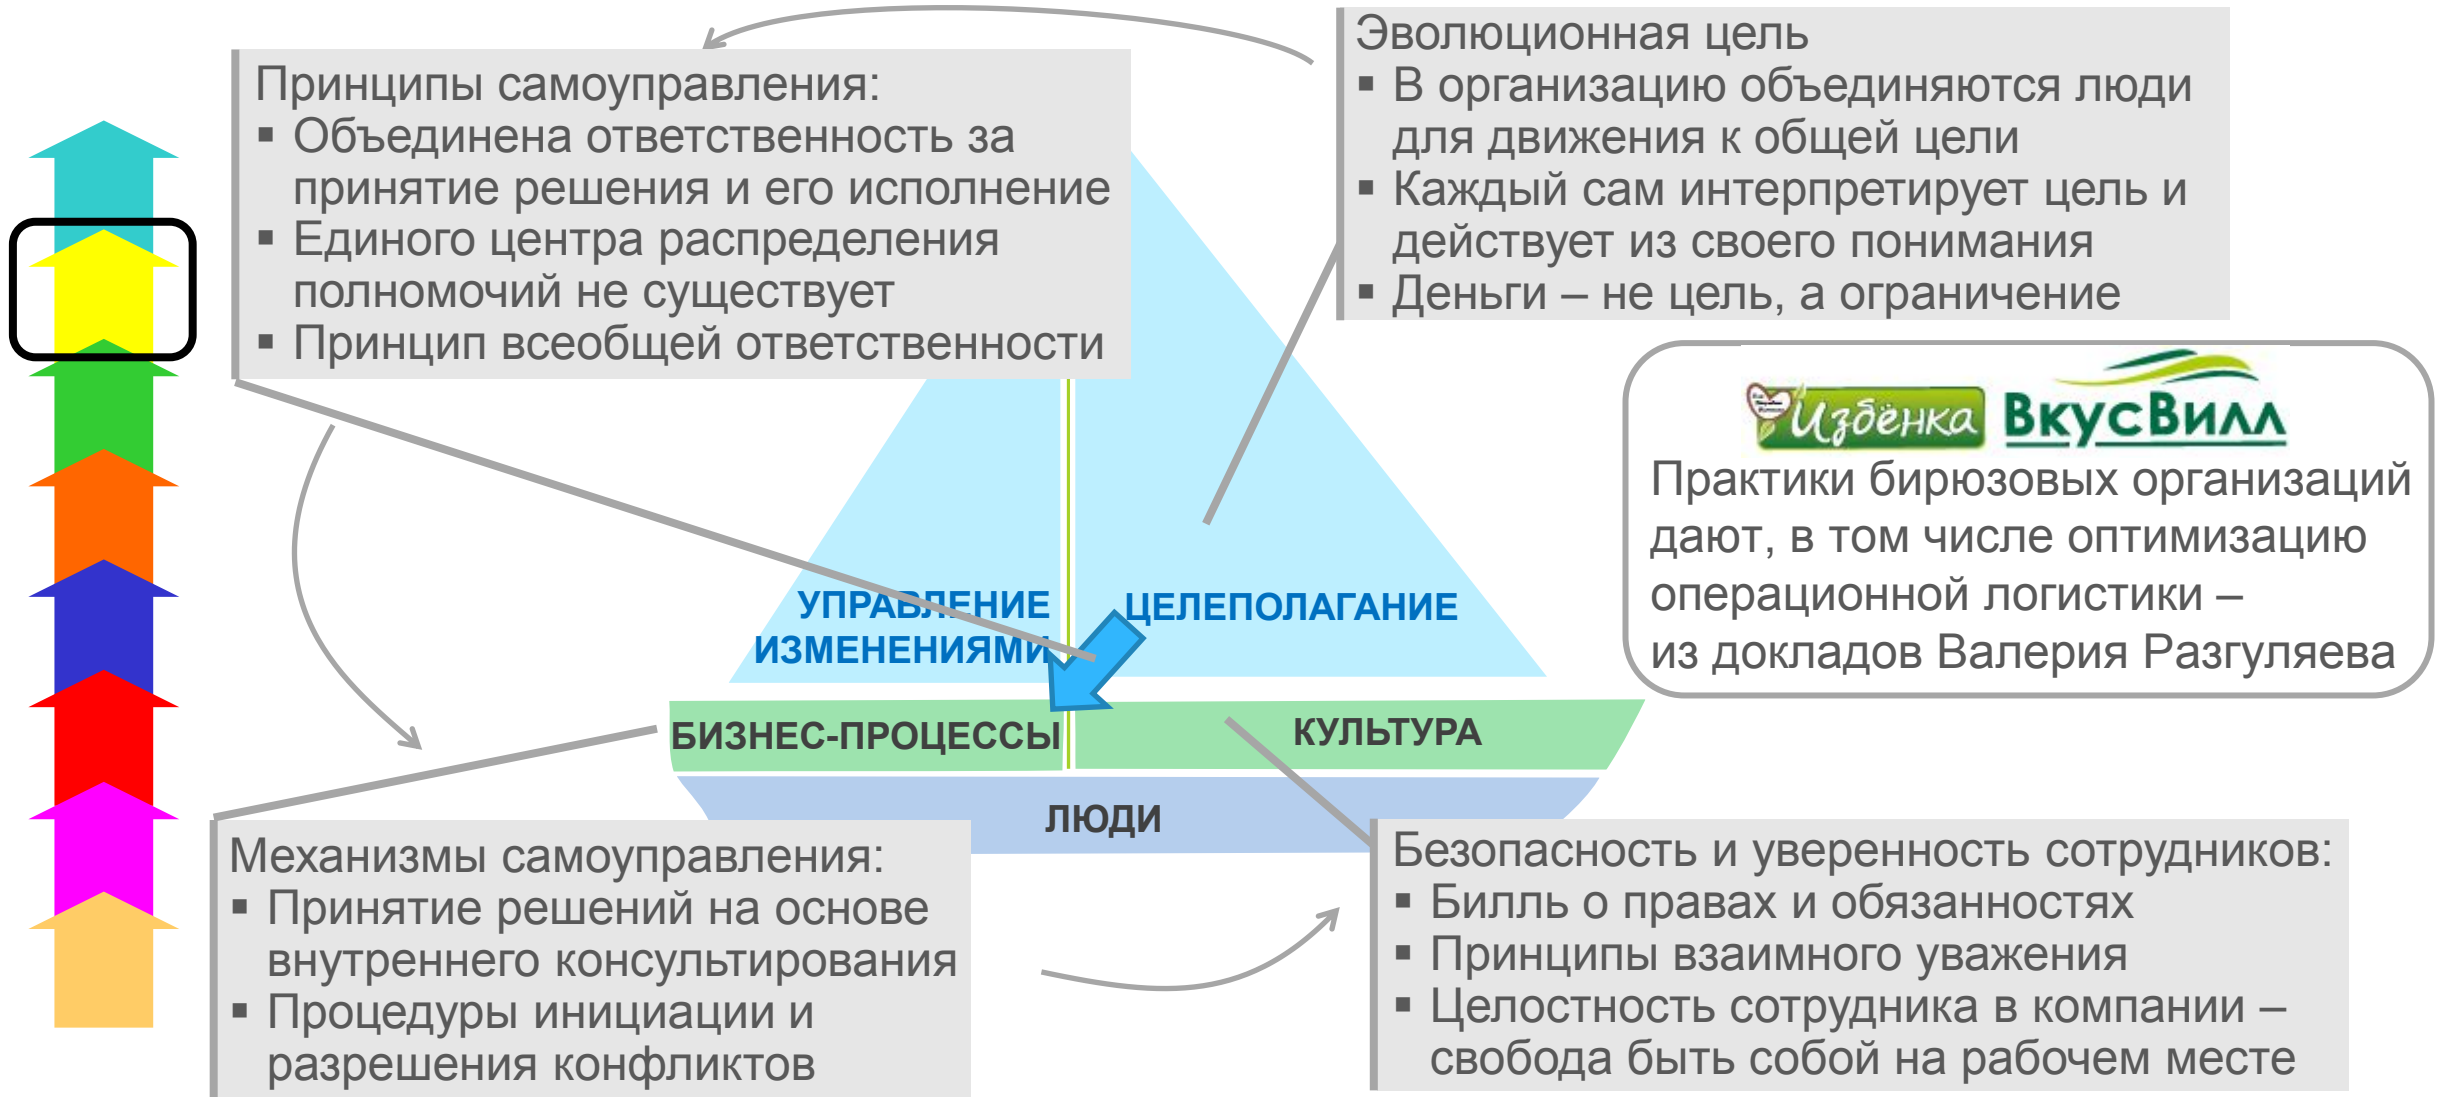 Принципы самоуправления:
▪ Объединена ответственность за
принятие решения и его исполнение
▪ Единого центра распределения
полномочий не существует
▪ Принцип всеобщей ответственности
Эволюционная цель
▪ В организацию объединяются люди
для движения к общей цели
▪ Каждый сам интерпретирует цель и
действует из своего понимания
▪ Деньги – не цель, а ограничение
Избёнка ВкусВилл
Практики бирюзовых организаций
дают, в том числе оптимизацию
операционной логистики –
из докладов Валерия Разгуляева
УПРАВЛЕНИЕ
ИЗМЕНЕНИЯМИ
ЦЕЛЕПОЛАГАНИЕ
БИЗНЕС-ПРОЦЕССЫ
КУЛЬТУРА
ЛЮДИ
Механизмы самоуправления:
▪ Принятие решений на основе
внутреннего консультирования
▪ Процедуры инициации и
разрешения конфликтов
Безопасность и уверенность сотрудников:
▪ Билль о правах и обязанностях
▪ Принципы взаимного уважения
▪ Целостность сотрудника в компании –
свобода быть собой на рабочем месте